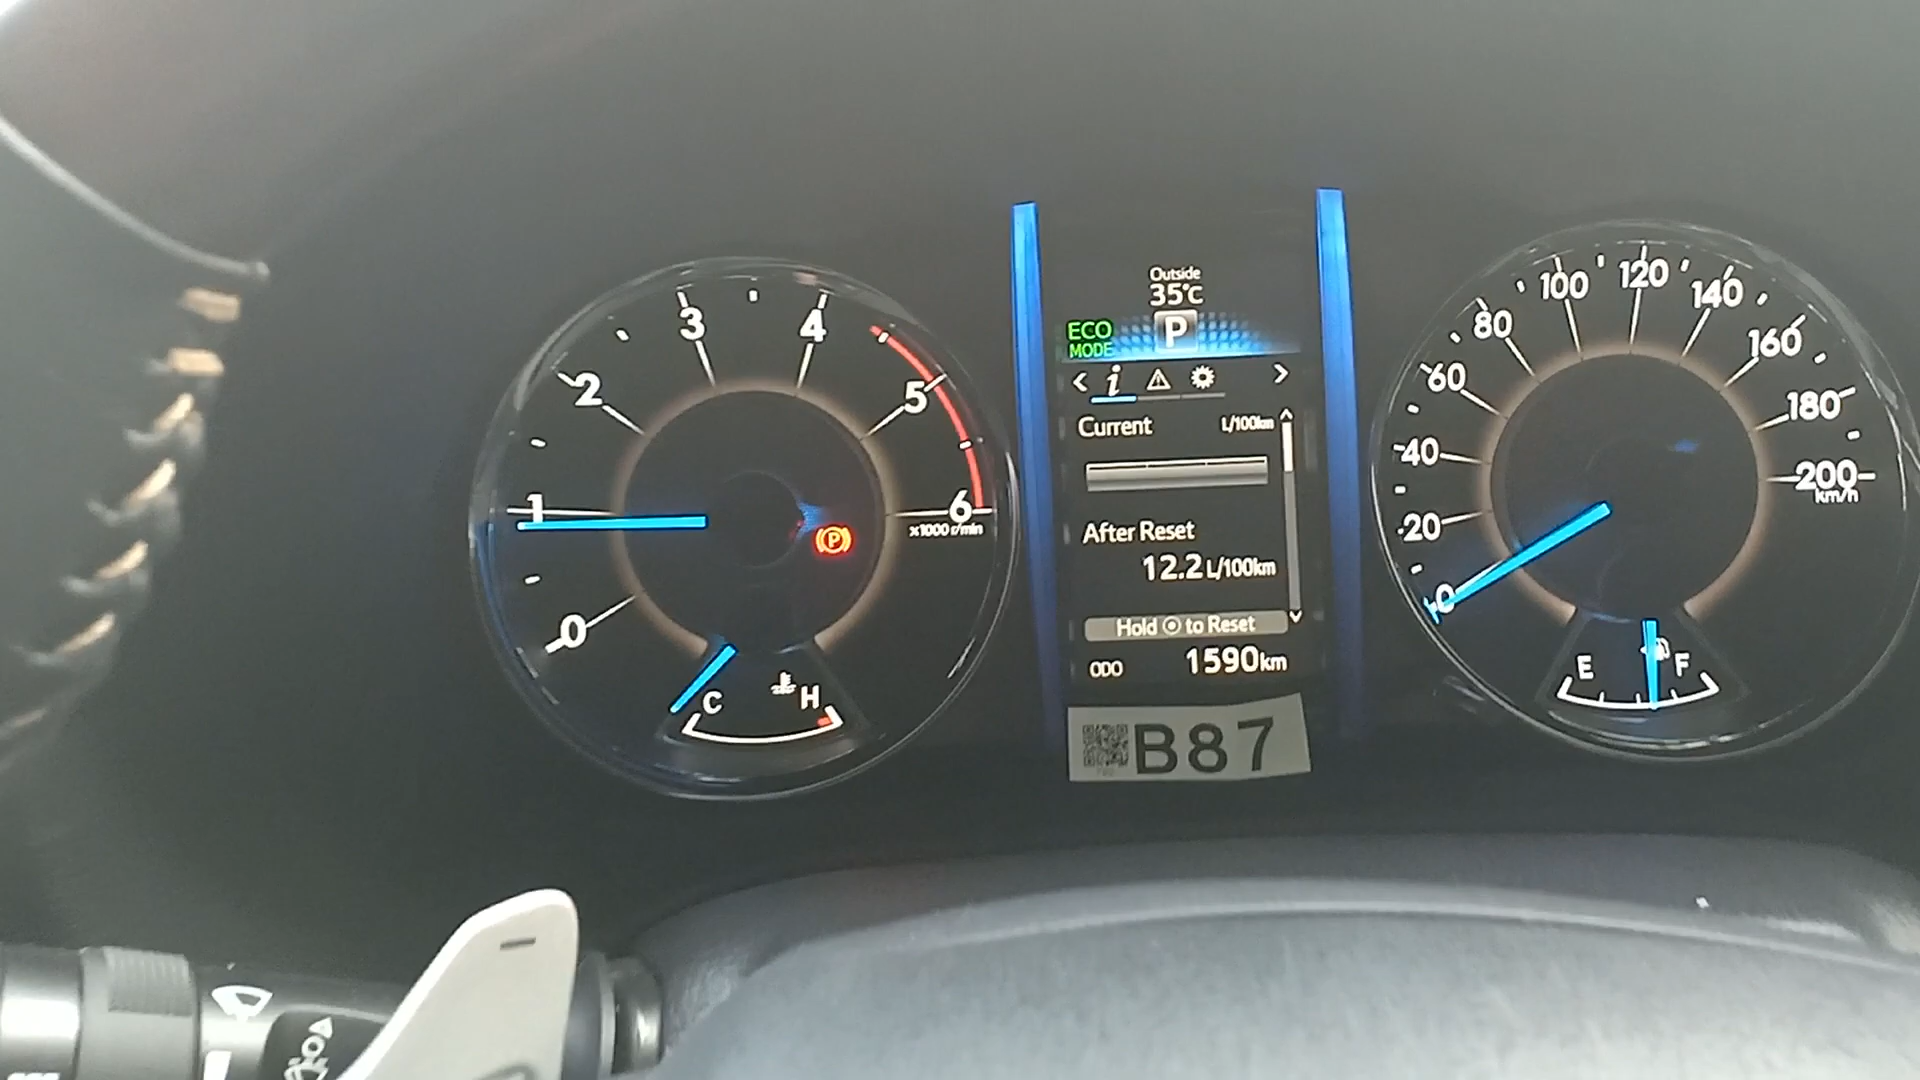 0
1
2
3
4
5
6
x1000 r/min
C
H
P
Outside
35°C
ECO
MODE
P
< i >
Current L/100km
After Reset
12.2 L/100km
Hold ⊙ to Reset
ODO 1590km
B87
0
20
40
60
80
100
120
140
160
180
200
km/h
E
F